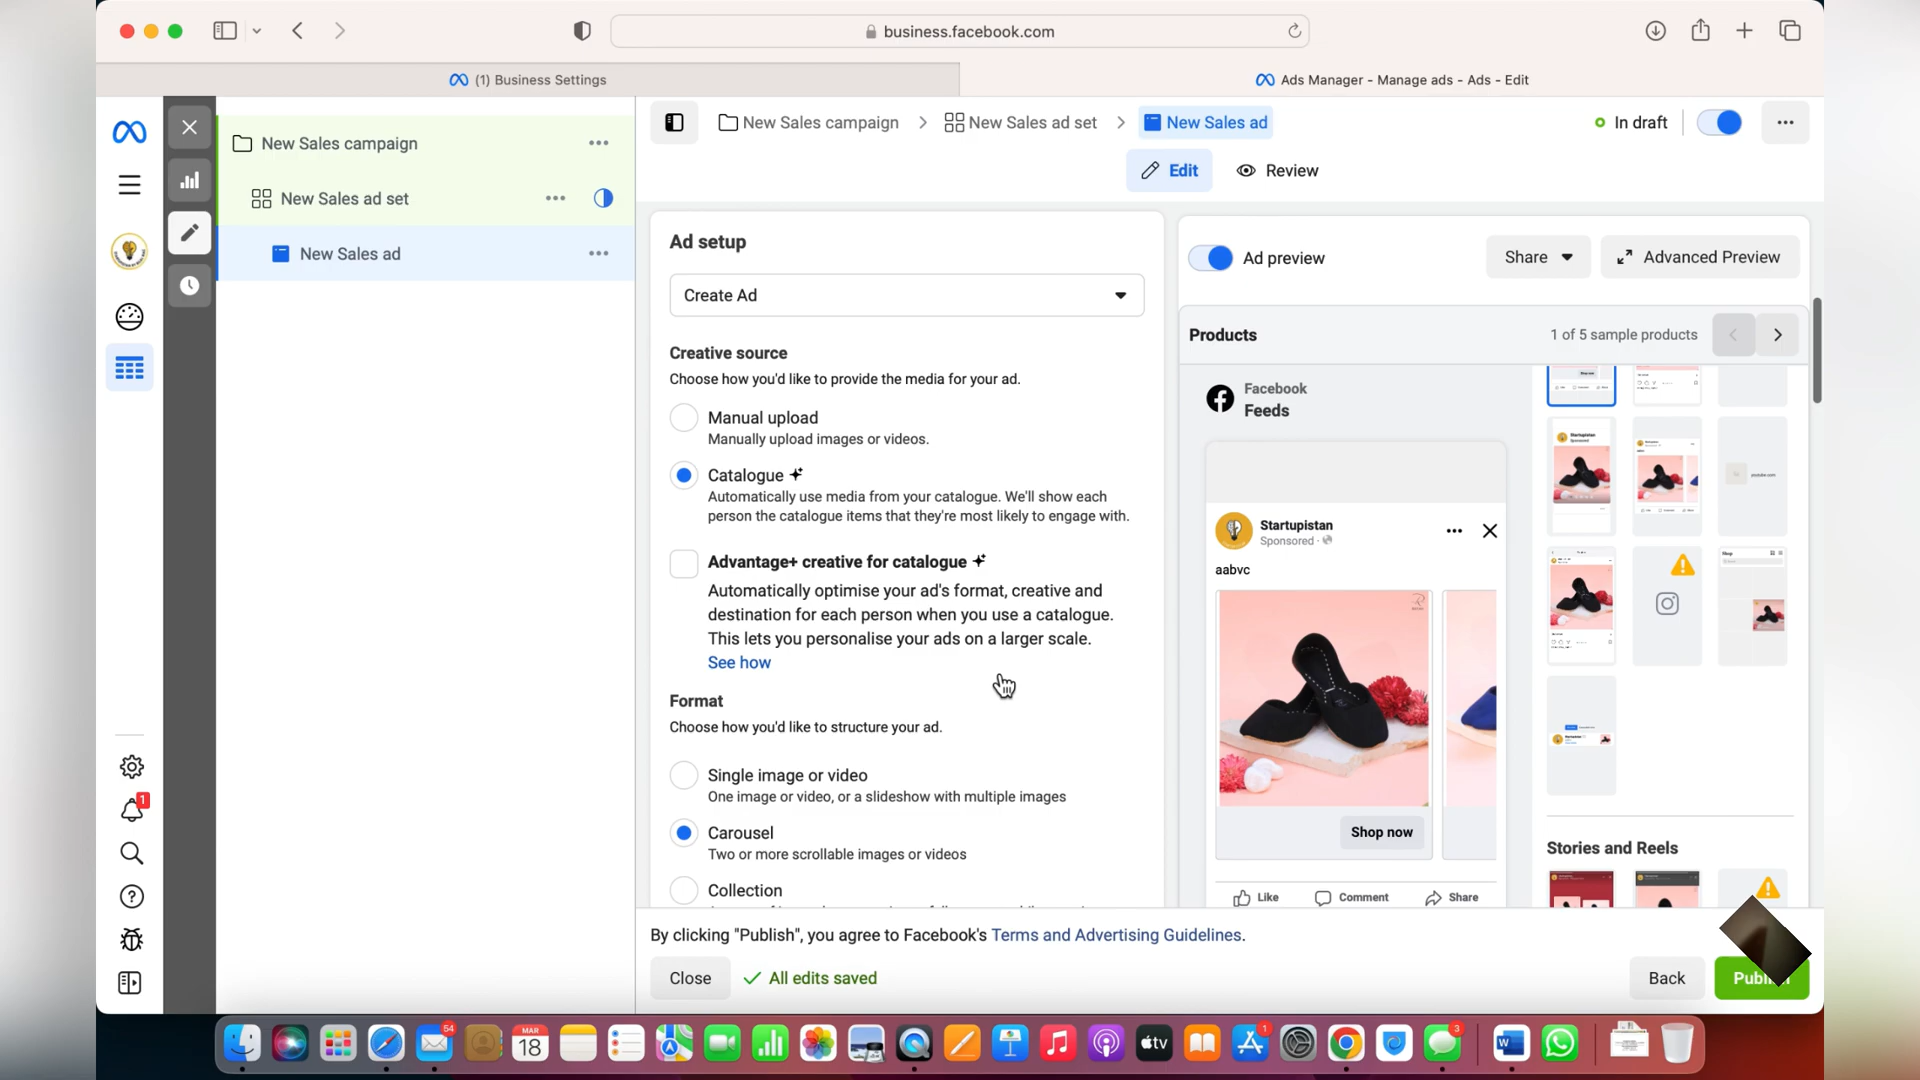 business.facebook.com
(1) Business Settings
Ads Manager - Manage ads - Ads - Edit
New Sales campaign
New Sales ad set
New Sales ad
New Sales campaign
New Sales ad set
New Sales ad
In draft
Edit
Review
Ad setup
Create Ad
Creative source
Choose how you'd like to provide the media for your ad.
Manual upload
Manually upload images or videos.
Catalogue
Automatically use media from your catalogue. We'll show each
person the catalogue items that they're most likely to engage with.
Advantage+ creative for catalogue
Automatically optimise your ad's format, creative and
destination for each person when you use a catalogue.
This lets you personalise your ads on a larger scale.
See how
Format
Choose how you'd like to structure your ad.
Single image or video
One image or video, or a slideshow with multiple images
Carousel
Two or more scrollable images or videos
Collection
Ad preview
Share
Advanced Preview
Products
1 of 5 sample products
Facebook
Feeds
Startupistan
Sponsored
aabvc
Shop now
Like
Comment
Share
Stories and Reels
By clicking "Publish", you agree to Facebook's Terms and Advertising Guidelines.
Close
All edits saved
Back
1
54
MAR
18
tv
1
3
W